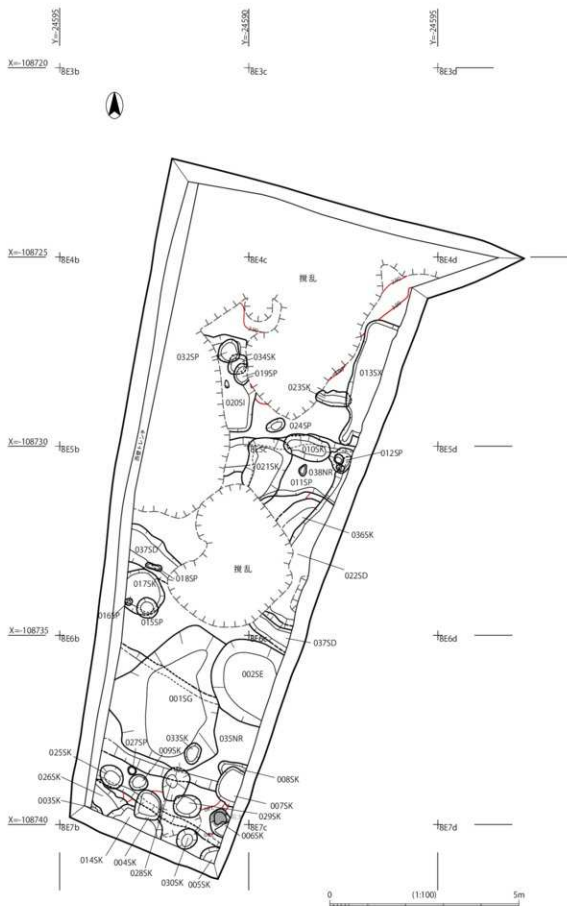 Y=-24590
Y=-24595
X=-108720
8E3b
8E3c
8E3d
X=-108725
8E4b
8E4c
8E4d
撹乱
032SP
034SK
019SP
013SX
023SK
020SI
024SP
X=-108730
8E5b
8E5c
010SK
8E5d
012SP
021SK
038NR
011SP
036SK
037SD
撹乱
022SD
018SP
017SK
016SP
015SP
X=-108735
8E6b
037SD
8E6d
002SE
001SG
033SK
035NR
027SP
009SK
025SK
008SK
026SK
007SK
003SK
029SK
X=-108740
8E7b
8E7c
8E7d
006SK
014SK
004SK
028SK
030SK
005SK
0
(1:100)
5m